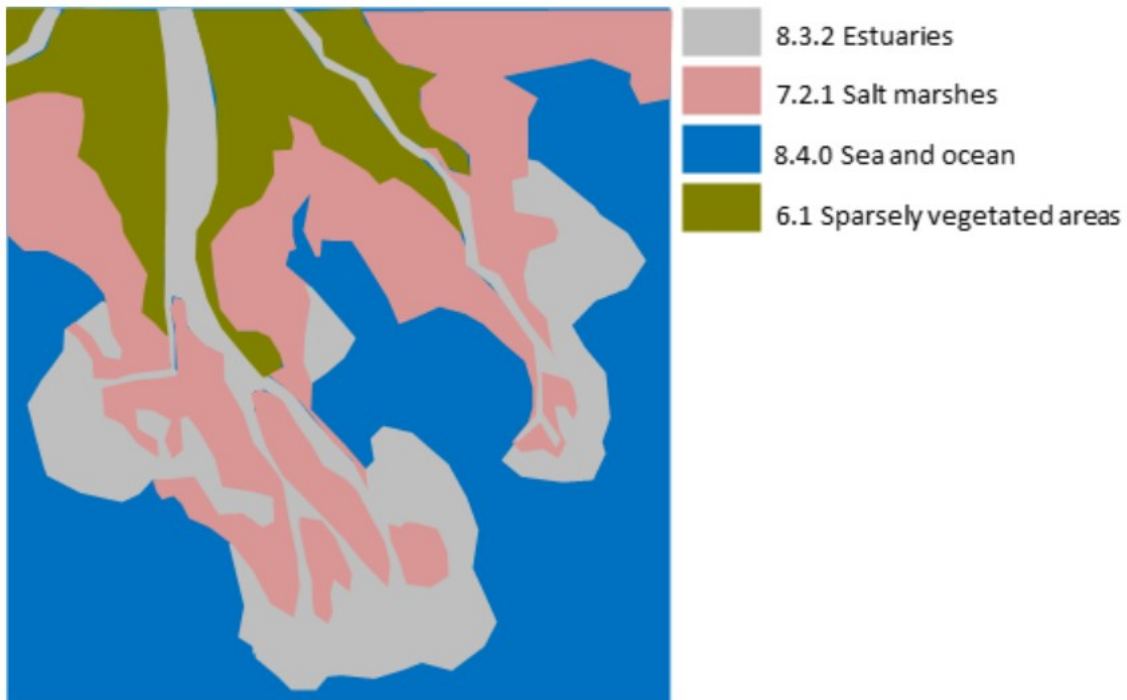 8.3.2 Estuaries
7.2.1 Salt marshes
8.4.0 Sea and ocean
6.1 Sparsely vegetated areas